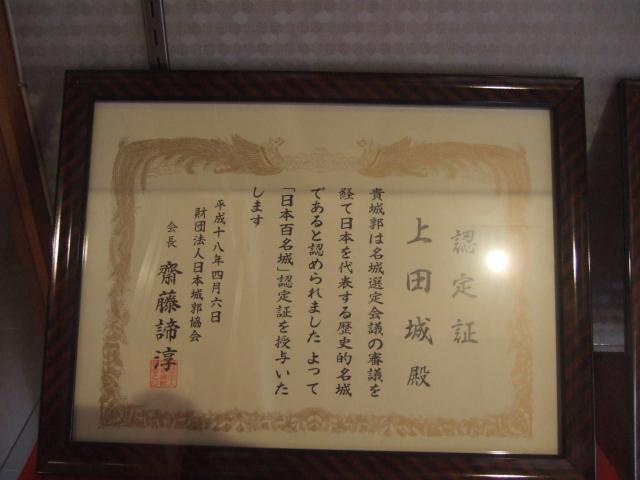 認定証
上田城殿
貴城郭は名城選定会議の審議を
経て日本を代表する歴史的名城
であると認められました よって
「日本百名城」認定証を授与いた
します
平成十八年四月六日
財団法人日本城郭協会
会長 齋藤諦淳